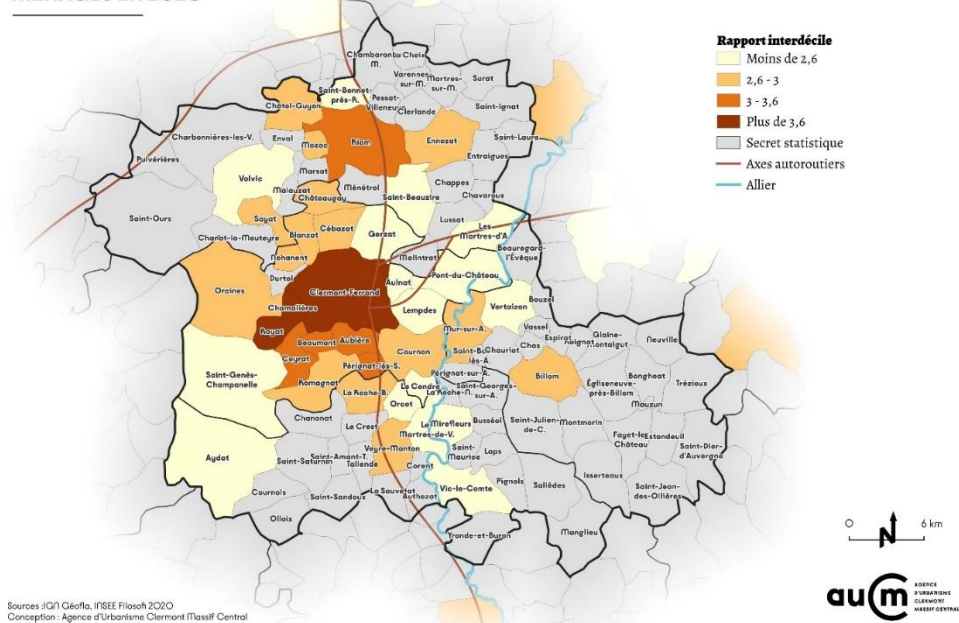 Rapport interdécile
Moins de 2,6
2,6 - 3
3 - 3,6
Plus de 3,6
Secret statistique
Axes autoroutiers
Allier
Chambaron
M.
Le Cheix
Varennes-
sur-M.
Martres-
sur-M.
Surat
Saint-Bonnet-
près-R.
Pessat-
Villeneuve
Clerlande
Saint-Ignat
Châtel-Guyon
Charbonnières-les-V.
Enval
Mozac
Riom
Ennezat
Saint-Laure
Entraigues
Pulvérières
Marsat
Volvic
Malauzat
Ménétrol
Chappes
Châteaugay
Saint-Beauzire
Chavaroux
Saint-Ours
Sayat
Cébazat
Lussat
Blanzat
Gerzat
Les
Martres-d'A.
Chanat-la-Mouteyre
Nohanent
Malintrat
Beauregard-
l'Évêque
Durtol
Pont-du-Château
Aulnat
Orcines
Clermont-Ferrand
Chamalières
Lempdes
Vertaizon
Bouzel
Royat
Mur-sur-A.
Vassel
Espirat
Glaine-
Montaigut
Neuville
Beaumont
Aubière
Chas
Ceyrat
Cournon
Chauriat
Pérignat-lès-S.
Pérignat-sur-A.
Billom
Bongheat
Saint-Genès-
Champanelle
Romagnat
Le Cendre
Saint-Georges-
sur-A.
Égliseneuve-
près-Billom
Trézioux
La Roche-B.
La Roche-N.
Mauzun
Orcet
Chanonat
Le Crest
Mirefleurs
Busséol
Saint-Julien-
de-C.
Montmorin
Fayet-le-
Château
Estandeuil
Martres-de-V.
Saint-Dier-
d'Auvergne
Aydat
Veyre-Monton
Saint-
Maurice
Laps
Saint-Saturnin
Saint-Amant-T.
Tallende
Corent
Isserteaux
Cournols
Saint-Sandoux
La Sauvetat
Authezat
Vic-le-Comte
Pignols
Sallèdes
Saint-Jean-
des-Ollières
Olloix
Yronde-et-Buron
Manglieu
0
N
6 km
Sources :IGN Géofla, INSEE Filosofi 2020
Conception : Agence d'Urbanisme Clermont Massif Central
aucm
AGENCE
D'URBANISME
CLERMONT
MASSIF CENTRAL